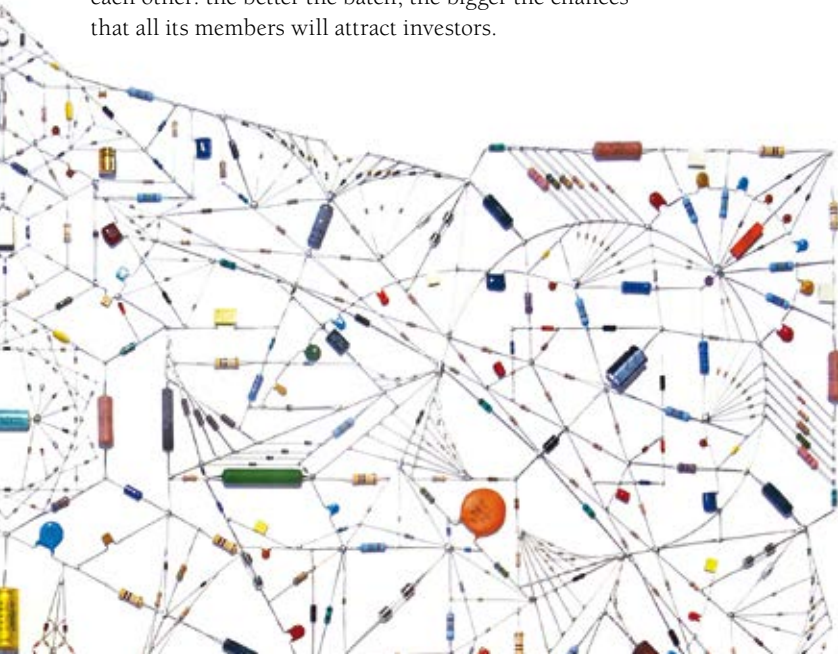 each other: the better the batch, the bigger the chances
that all its members will attract investors.